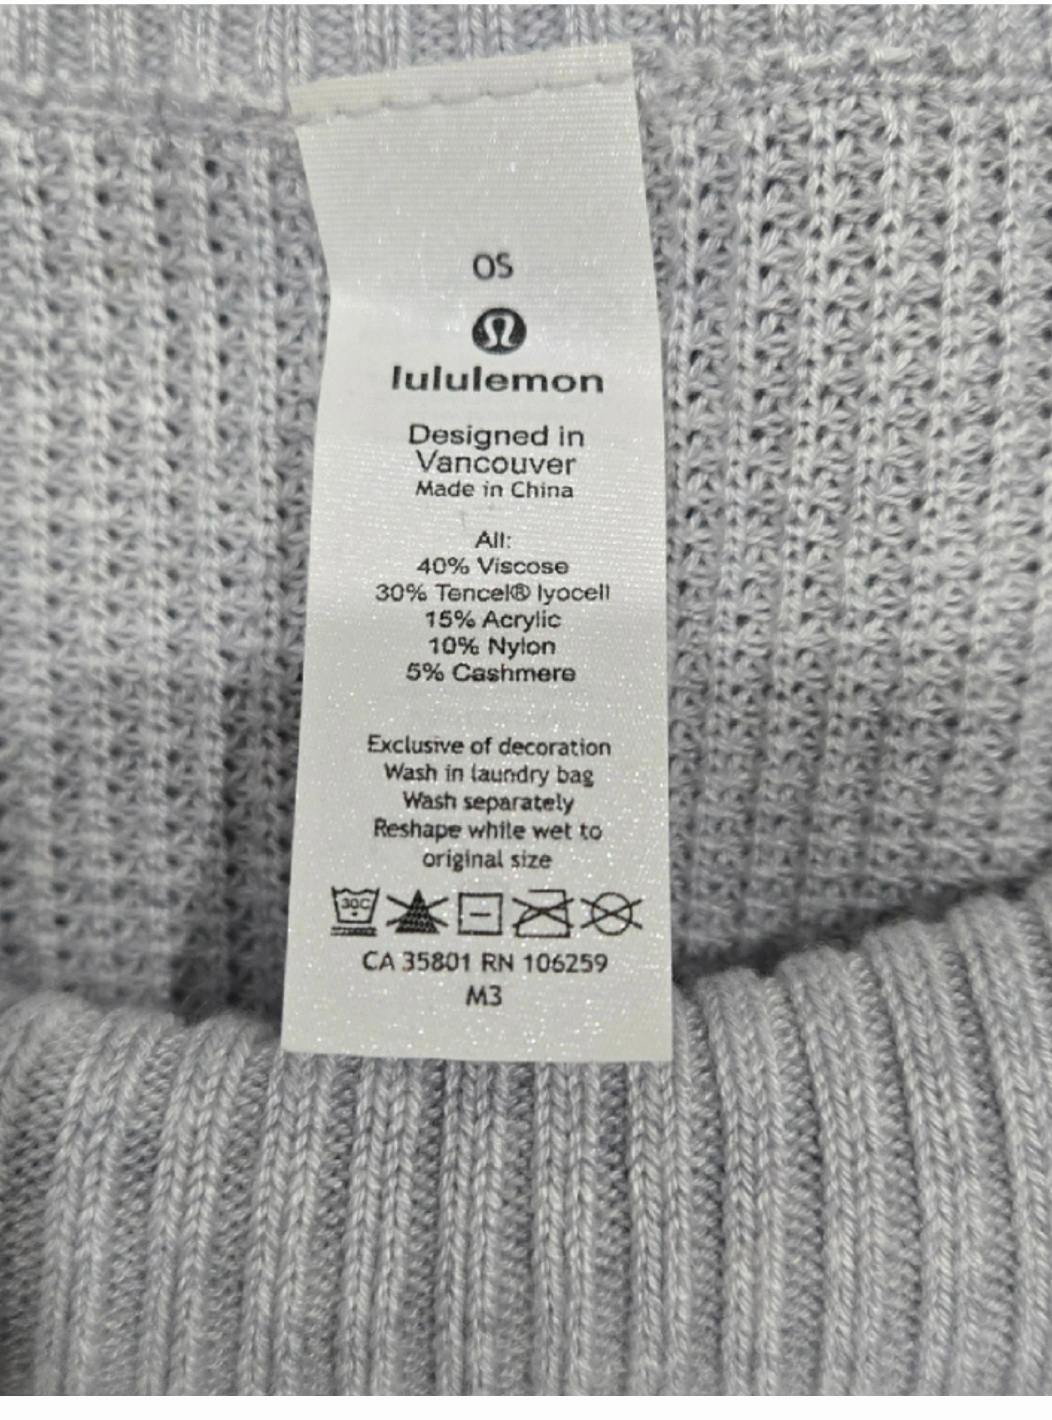 OS
lululemon
Designed in
Vancouver
Made in China
All:
40% Viscose
30% Tencel® lyocell
15% Acrylic
10% Nylon
5% Cashmere
Exclusive of decoration
Wash in laundry bag
Wash separately
Reshape while wet to
original size
30C
CA 35801 RN 106259
M3